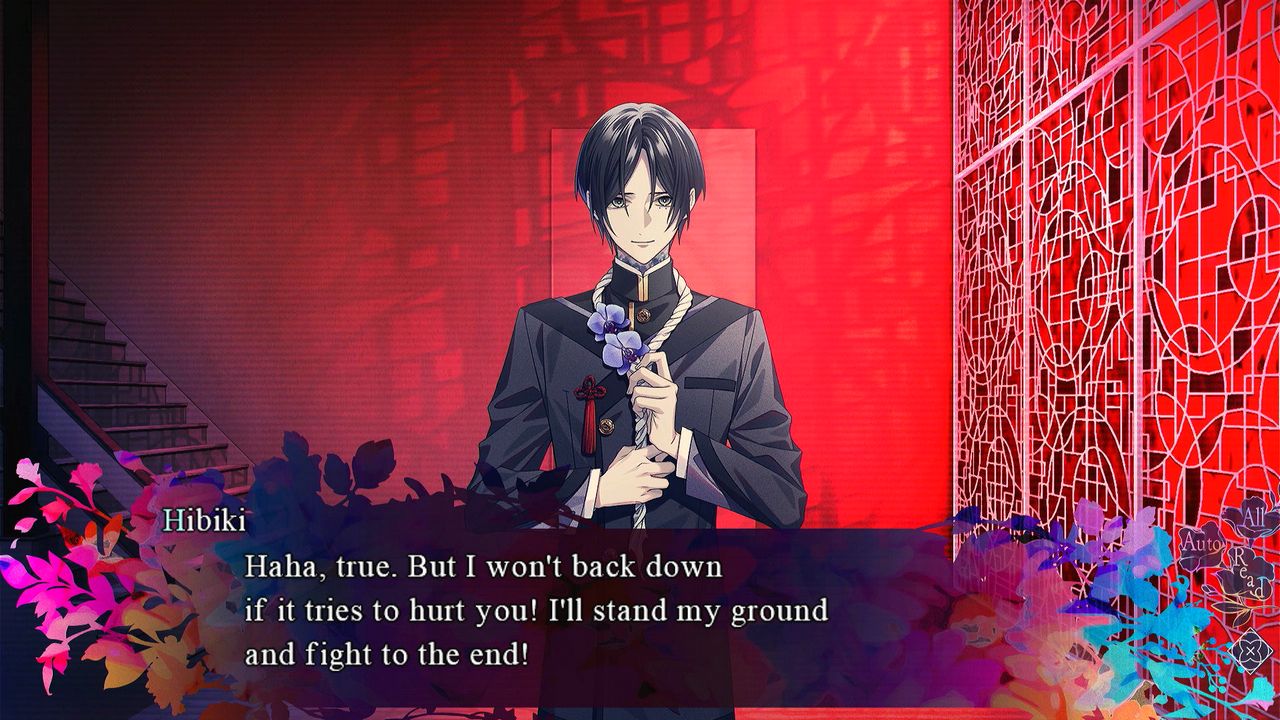 Hibiki
Haha, true. But I won't back down
if it tries to hurt you! I'll stand my ground
and fight to the end!
All
Auto
Read